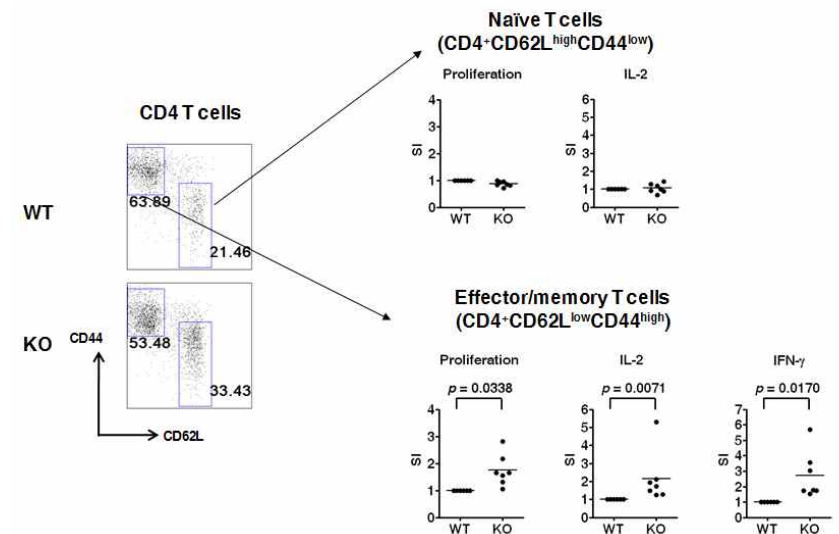 Naïve T cells
(CD4+CD62LhighCD44low)
Proliferation
IL-2
4
3
2
1
0
SI
WT
KO
6
5
4
3
2
1
0
SI
WT
KO
CD4 T cells
WT
63.89
21.46
KO
53.48
33.43
CD44
CD62L
Effector/memory T cells
(CD4+CD62LlowCD44high)
Proliferation
IL-2
IFN-γ
p = 0.0338
p = 0.0071
p = 0.0170
4
3
2
1
0
SI
WT
KO
6
5
4
3
2
1
0
SI
WT
KO
7
6
5
4
3
2
1
0
SI
WT
KO